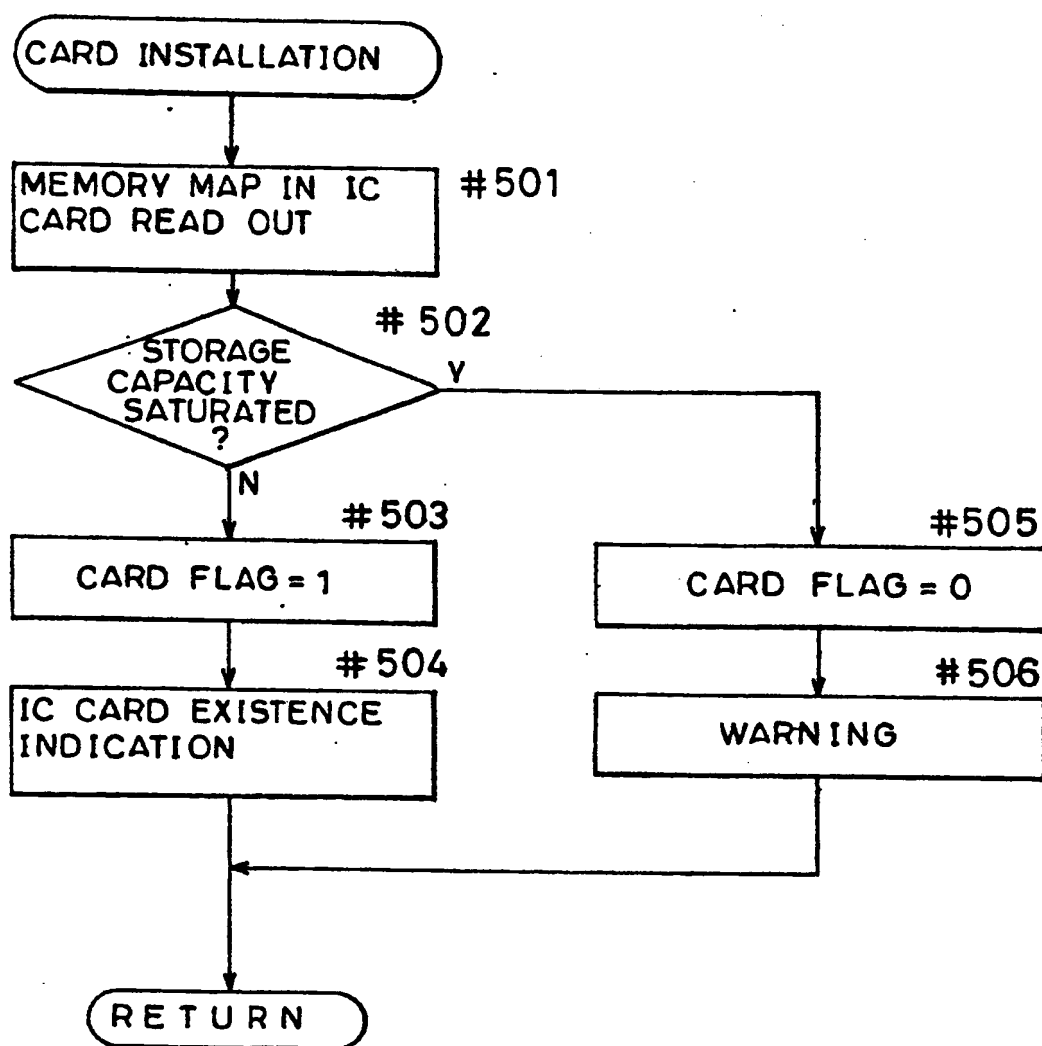 CARD INSTALLATION
MEMORY MAP IN IC
CARD READ OUT
#501
#502
STORAGE
CAPACITY
SATURATED
?
Y
N
#503
CARD FLAG = 1
#504
IC CARD EXISTENCE
INDICATION
#505
CARD FLAG = 0
#506
WARNING
RETURN